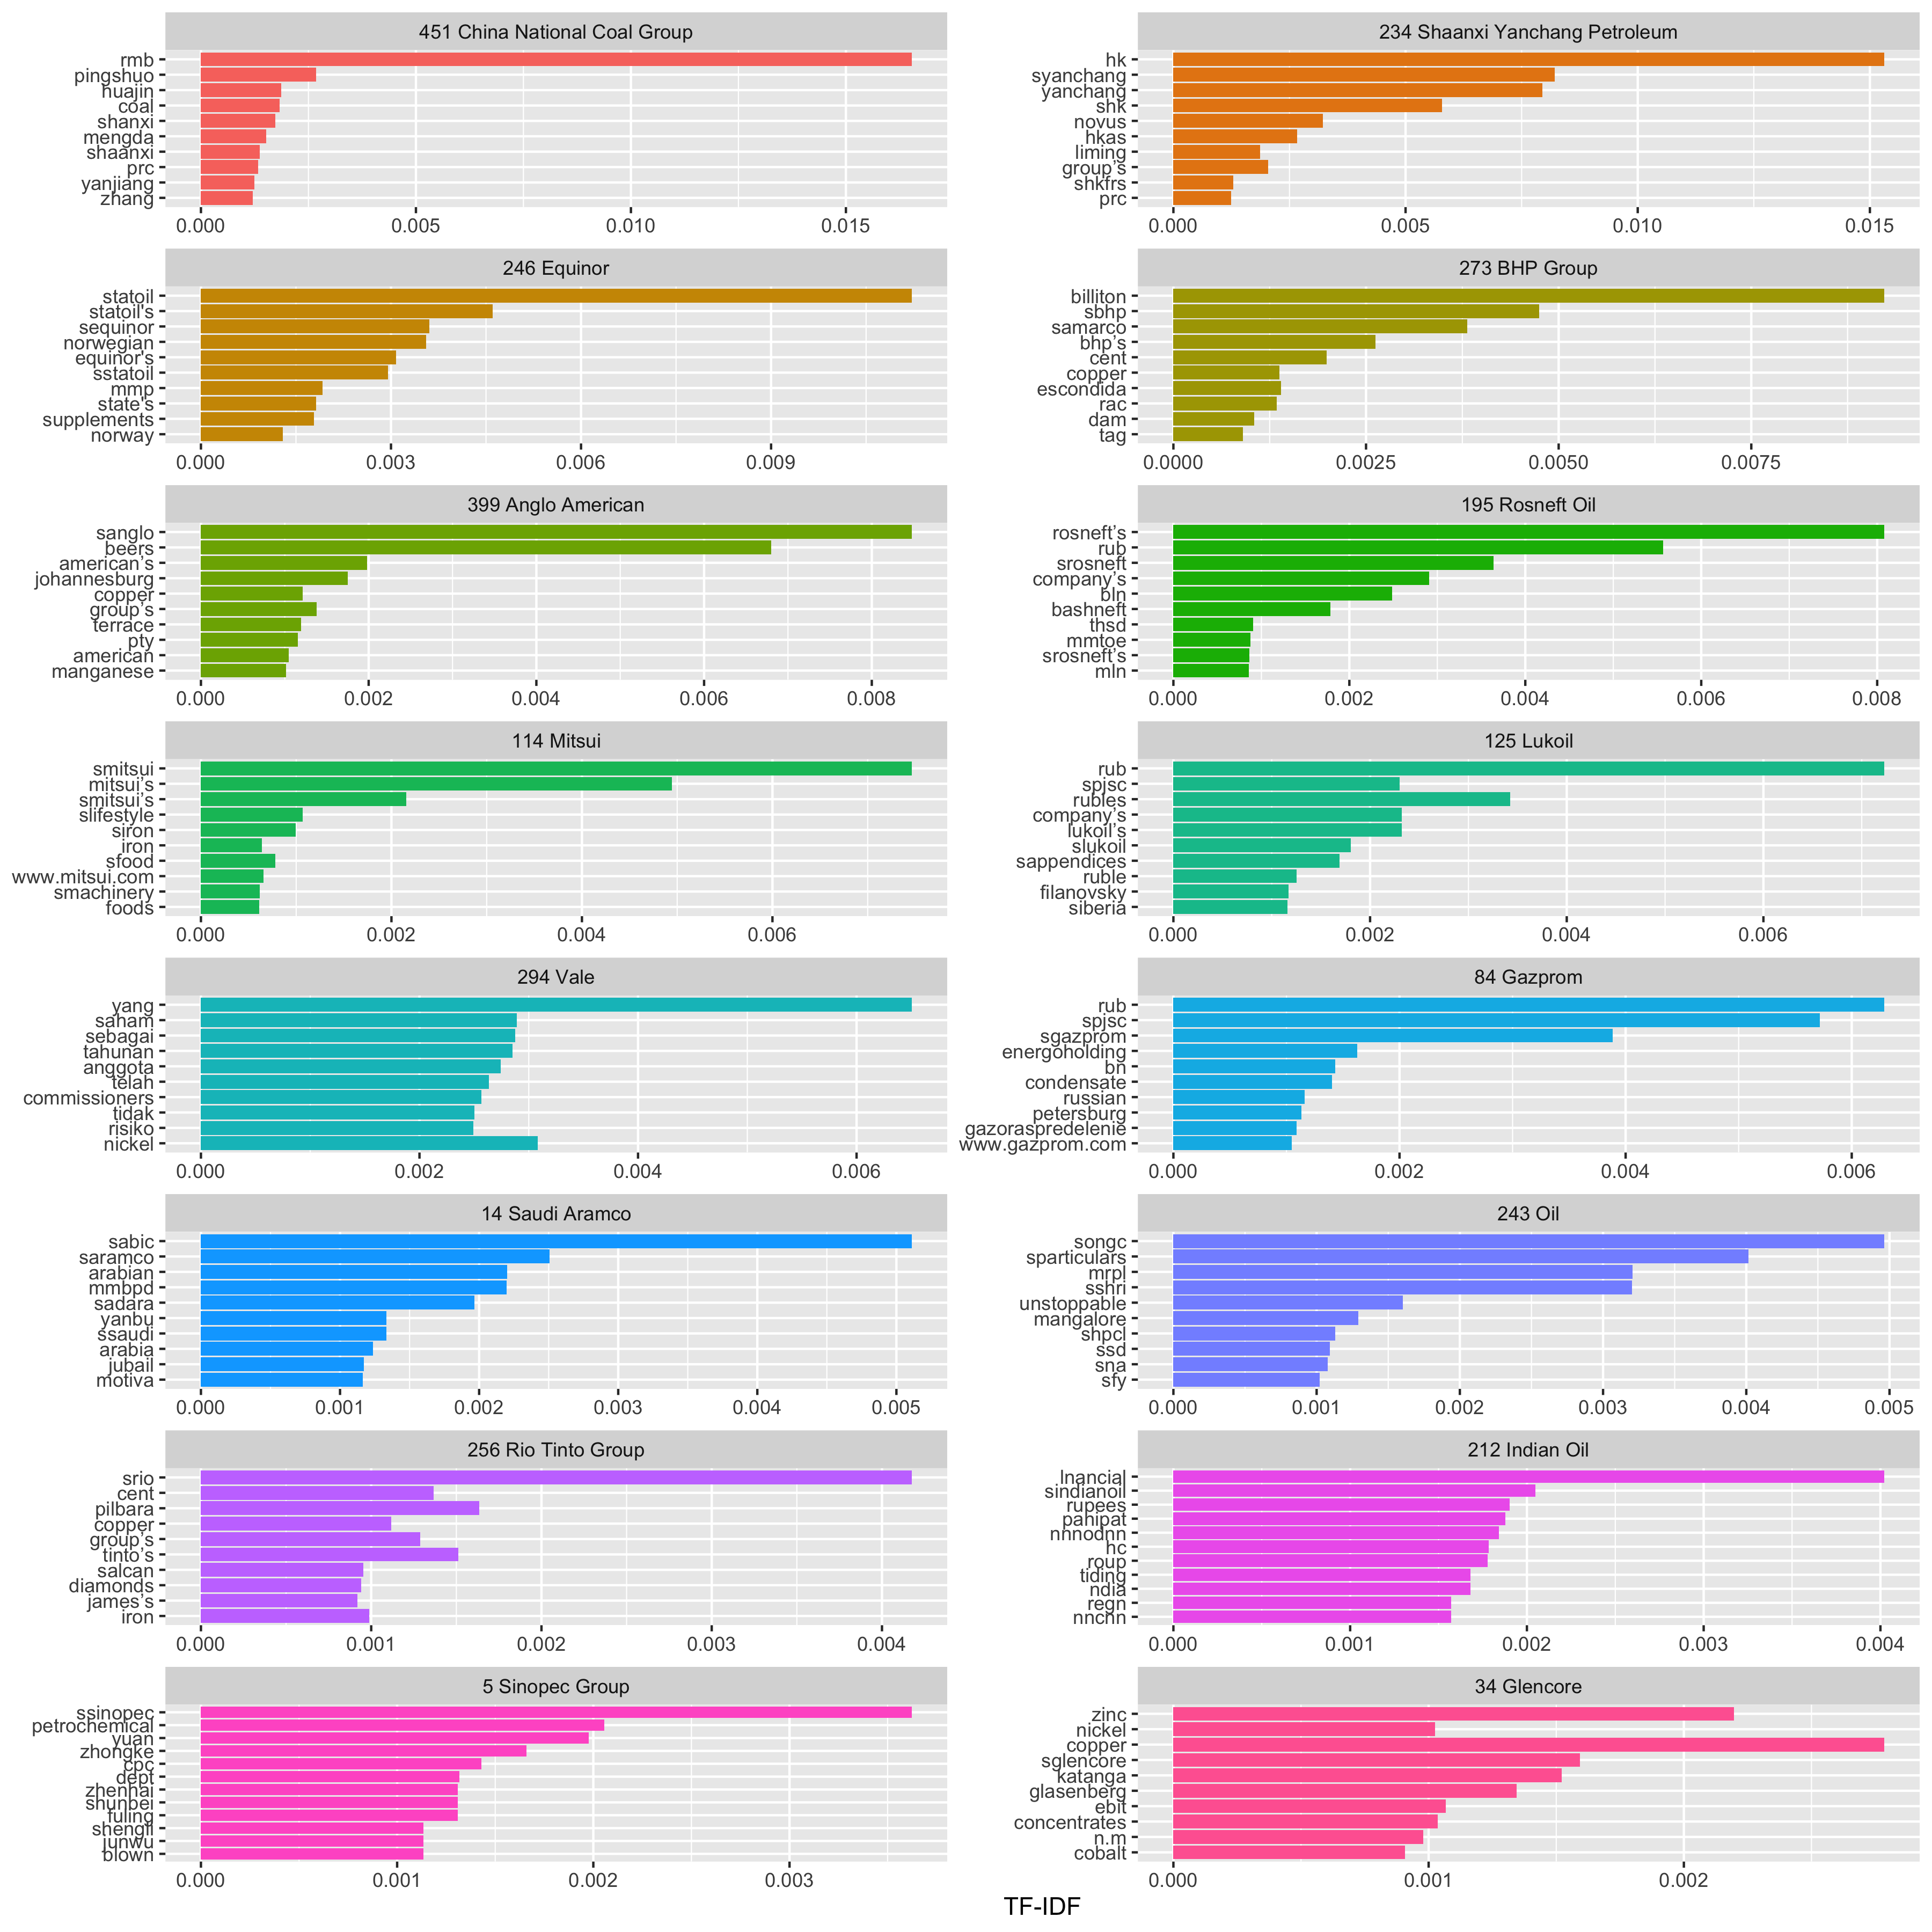 451 China National Coal Group
rmb
pingshuo
huajin
coal
shanxi
mengda
shaanxi
prc
yanjiang
zhang
0.000 0.005 0.010 0.015
234 Shaanxi Yanchang Petroleum
hk
syanchang
yanchang
shk
novus
hkas
liming
group’s
shkfrs
prc
0.000 0.005 0.010 0.015
246 Equinor
statoil
statoil's
sequinor
norwegian
equinor's
sstatoil
mmp
state's
supplements
norway
0.000 0.003 0.006 0.009
273 BHP Group
billiton
sbhp
samarco
bhp’s
cent
copper
escondida
rac
dam
tag
0.0000 0.0025 0.0050 0.0075
399 Anglo American
sanglo
beers
american’s
johannesburg
copper
group’s
terrace
pty
american
manganese
0.000 0.002 0.004 0.006 0.008
195 Rosneft Oil
rosneft’s
rub
srosneft
company’s
bln
bashneft
thsd
mmtoe
srosneft’s
mln
0.000 0.002 0.004 0.006 0.008
114 Mitsui
smitsui
mitsui’s
smitsui’s
slifestyle
siron
iron
sfood
www.mitsui.com
smachinery
foods
0.000 0.002 0.004 0.006
125 Lukoil
rub
spjsc
rubles
company’s
lukoil’s
slukoil
sappendices
ruble
filanovsky
siberia
0.000 0.002 0.004 0.006
294 Vale
yang
saham
sebagai
tahunan
anggota
telah
commissioners
tidak
risiko
nickel
0.000 0.002 0.004 0.006
84 Gazprom
rub
spjsc
sgazprom
energoholding
bn
condensate
russian
petersburg
gazoraspredelenie
www.gazprom.com
0.000 0.002 0.004 0.006
14 Saudi Aramco
sabic
saramco
arabian
mmbpd
sadara
yanbu
ssaudi
arabia
jubail
motiva
0.000 0.001 0.002 0.003 0.004 0.005
243 Oil
songc
sparticulars
mrpl
sshri
unstoppable
mangalore
shpcl
ssd
sna
sfy
0.000 0.001 0.002 0.003 0.004 0.005
256 Rio Tinto Group
srio
cent
pilbara
copper
group’s
tinto’s
salcan
diamonds
james’s
iron
0.000 0.001 0.002 0.003 0.004
212 Indian Oil
lnancial
sindianoil
rupees
pahipat
nhnodnn
hc
roup
tiding
ndia
regn
nnchn
0.000 0.001 0.002 0.003 0.004
5 Sinopec Group
ssinopec
petrochemical
yuan
zhongke
cpc
dept
zhenhai
shunbei
fuling
shengli
junwu
blown
0.000 0.001 0.002 0.003
34 Glencore
zinc
nickel
copper
sglencore
katanga
glasenberg
ebit
concentrates
n.m
cobalt
0.000 0.001 0.002
TF-IDF